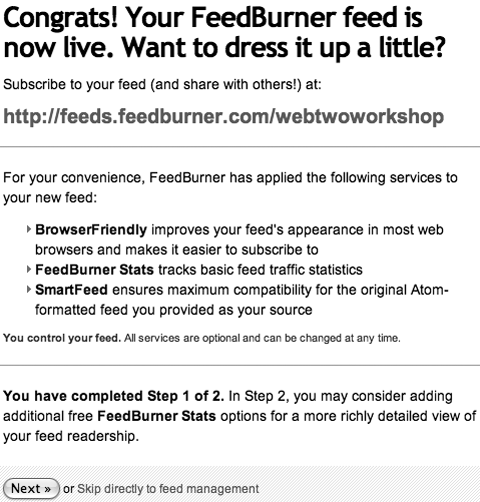 Congrats! Your FeedBurner feed is
now live. Want to dress it up a little?
Subscribe to your feed (and share with others!) at:
http://feeds.feedburner.com/webtwoworkshop
For your convenience, FeedBurner has applied the following services to
your new feed:
BrowserFriendly improves your feed's appearance in most web
browsers and makes it easier to subscribe to
FeedBurner Stats tracks basic feed traffic statistics
SmartFeed ensures maximum compatibility for the original Atom-
formatted feed you provided as your source
You control your feed. All services are optional and can be changed at any time.
You have completed Step 1 of 2. In Step 2, you may consider adding
additional free FeedBurner Stats options for a more richly detailed view of
your feed readership.
Next » or Skip directly to feed management